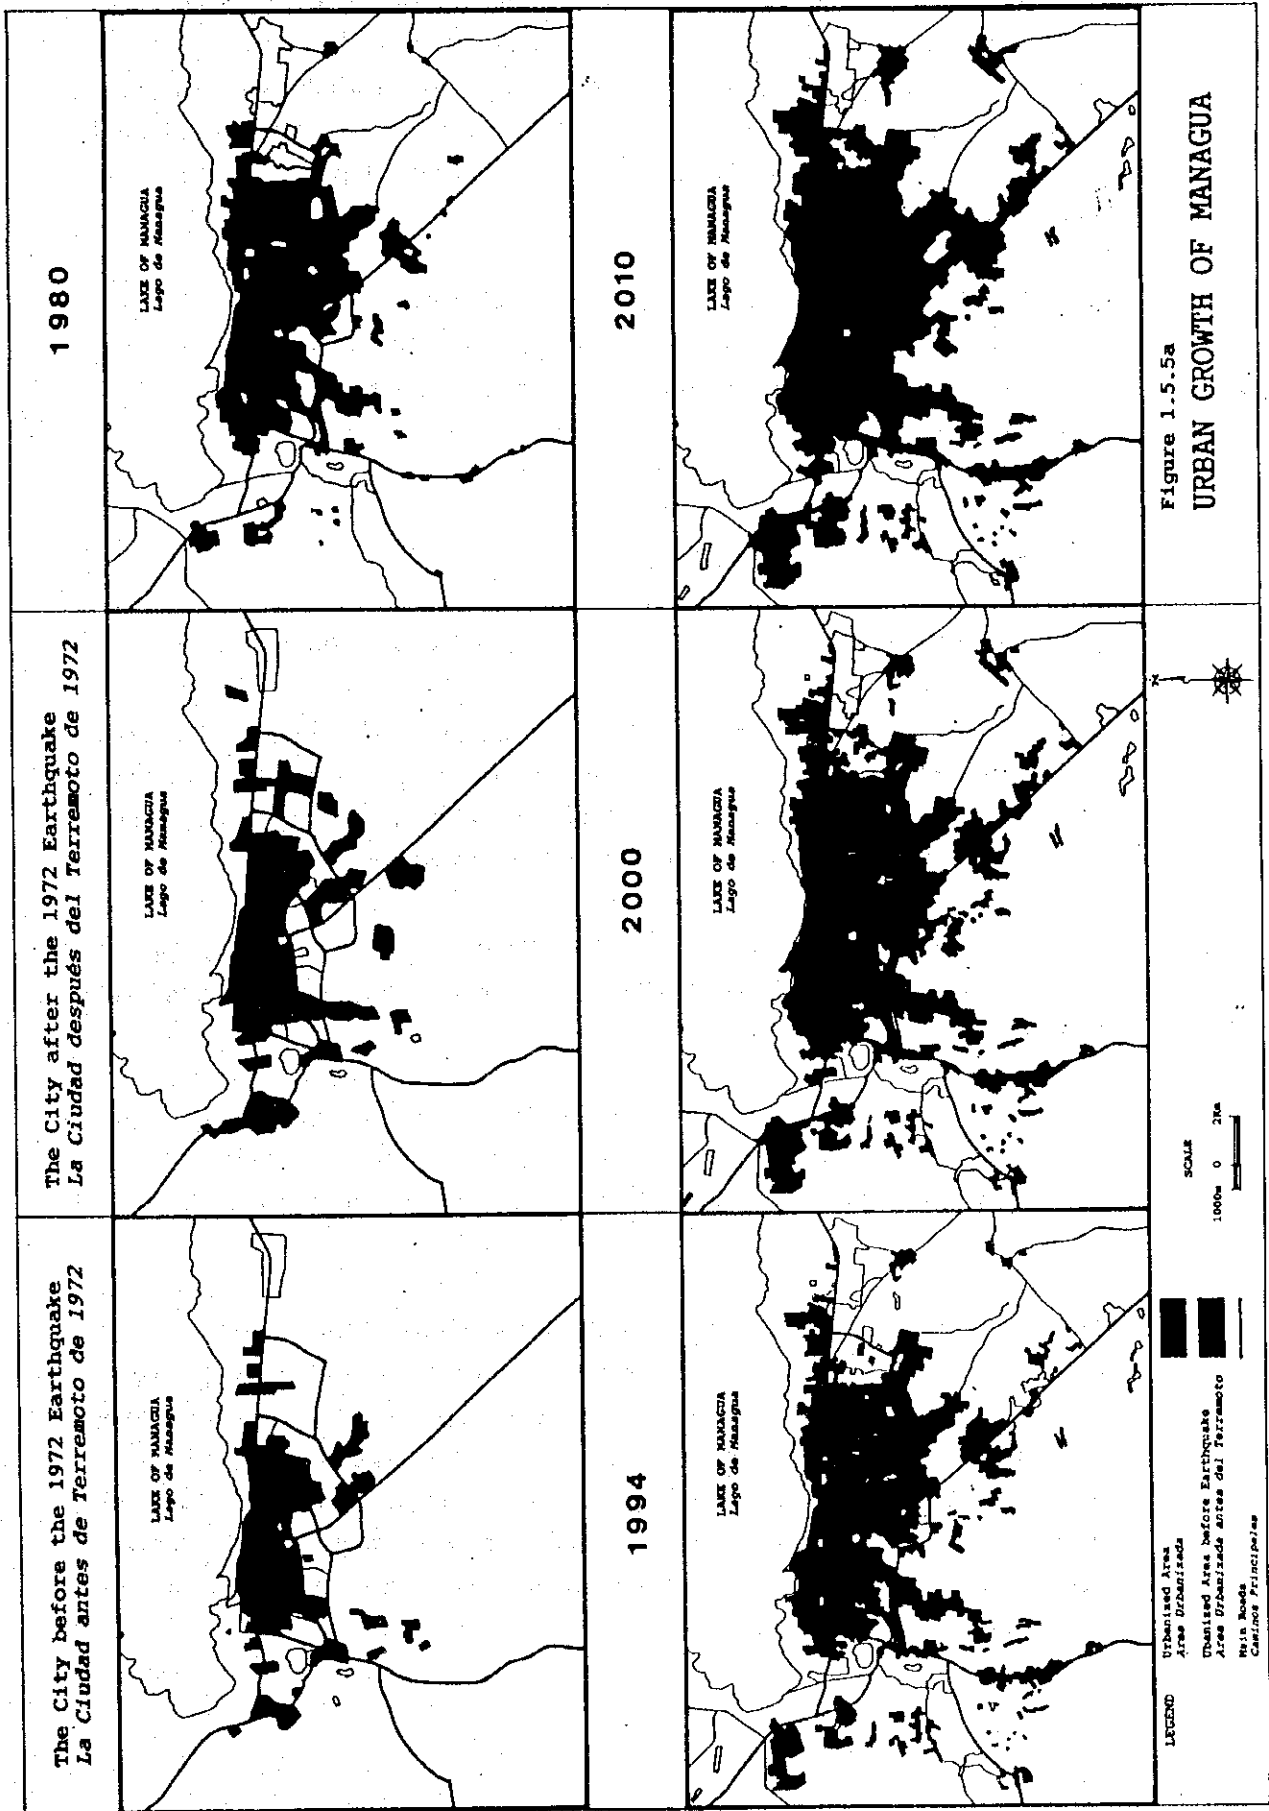 The City before the 1972 Earthquake
La Ciudad antes de Terremoto de 1972
The City after the 1972 Earthquake
La Ciudad después del Terremoto de 1972
1980
LAKE OF MANAGUA
Lago de Managua
LAKE OF MANAGUA
Lago de Managua
LAKE OF MANAGUA
Lago de Managua
1994
2000
2010
LAKE OF MANAGUA
Lago de Managua
LAKE OF MANAGUA
Lago de Managua
LAKE OF MANAGUA
Lago de Managua
LEGEND
Urbanized Area
Area Urbanizada
Ubanized Area before Earthquake
Area Urbanizada antes del Terramoto
Main Roads
Caminos Principales
SCALE
1000m 0 2Km
N
Figure 1.5.5a
URBAN GROWTH OF MANAGUA